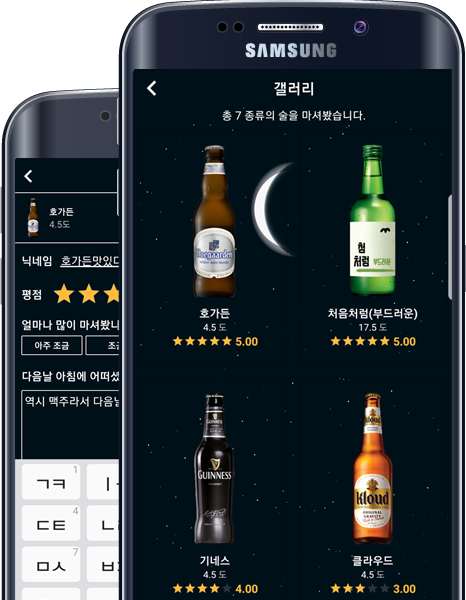 SAMSUNG
갤러리
총 7 종류의 술을 마셔봤습니다.
Hoegaarden
호가든
4.5 도
5.00
처음처럼
부드러운
처음처럼(부드러운)
17.5 도
5.00
GUINNESS
기네스
4.5 도
4.00
Kloud
ORIGINAL
GRAVITY
클라우드
4.5 도
3.00
호가든
4.5도
닉네임 호가든맛있다
평점
얼마나 많이 마셔봤니
아주 조금
조금
다음날 아침에 어떠셨
역시 맥주라서 다음날
ㄱㅋ 1
ㄷㅌ 4
ㅁㅅ 7